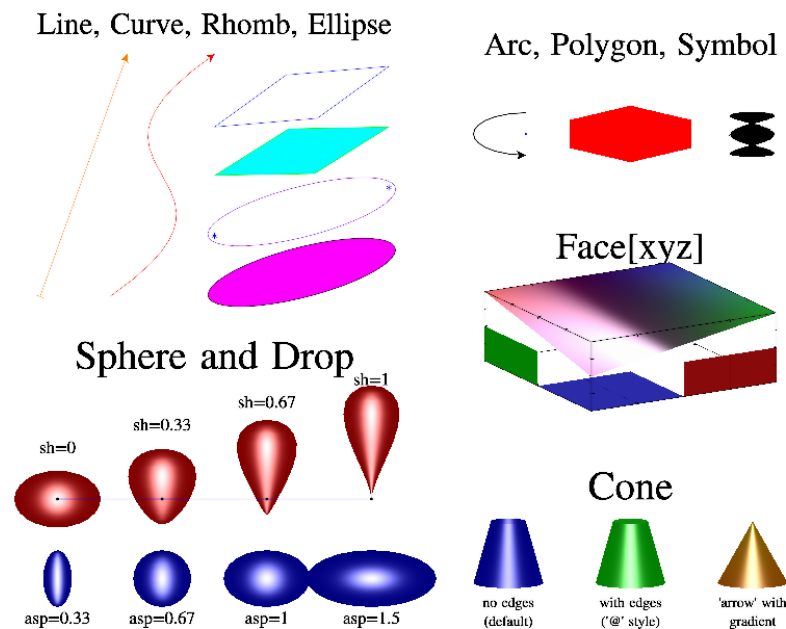 Line, Curve, Rhomb, Ellipse
Arc, Polygon, Symbol
Face[xyz]
Sphere and Drop
sh=0
sh=0.33
sh=0.67
sh=1
asp=0.33
asp=0.67
asp=1
asp=1.5
Cone
no edges
(default)
with edges
('@' style)
'arrow' with
gradient